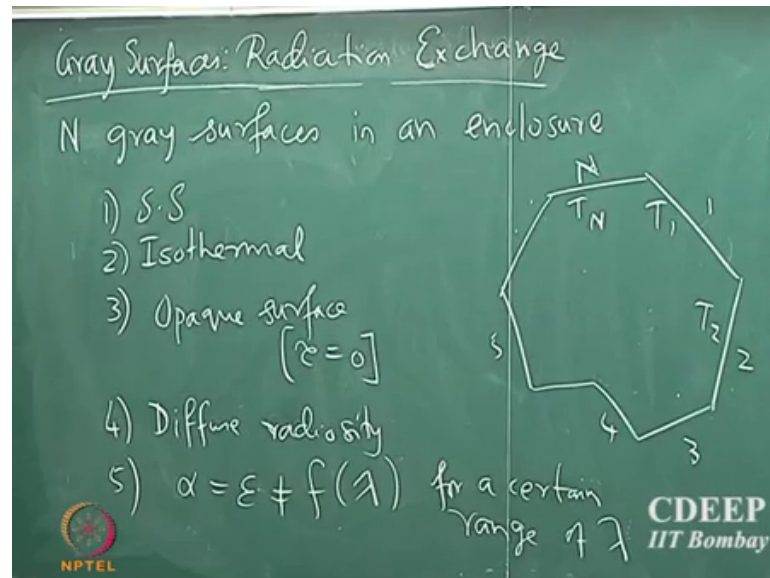 Gray Surfaces: Radiation Exchange
N gray surfaces in an enclosure
1) S.S
2) Isothermal
3) Opaque surface
[τ = 0]
4) Diffuse radiosity
5) α = ε ≠ f(λ) for a certain
range of λ
N
T_N
T_1
1
T_2
2
3
4
5
NPTEL
CDEEP
IIT Bombay